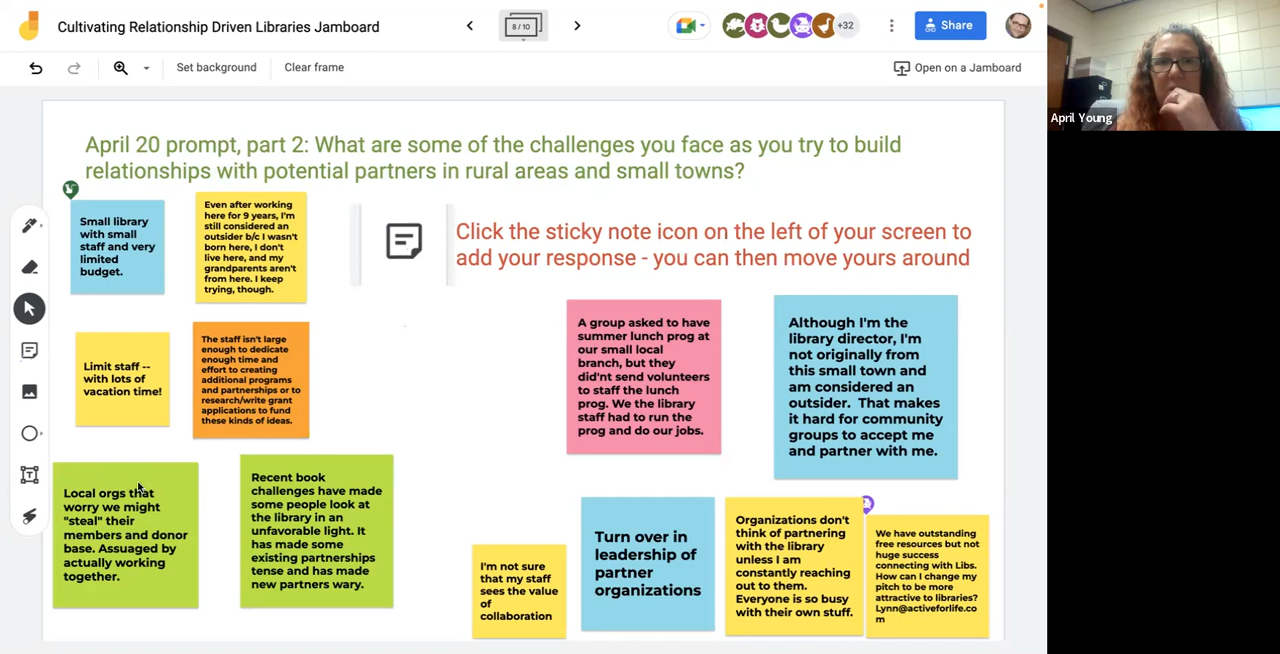 Cultivating Relationship Driven Libraries Jamboard
8 / 10
+32
Share
Set background
Clear frame
Open on a Jamboard
April Young
April 20 prompt, part 2: What are some of the challenges you face as you try to build
relationships with potential partners in rural areas and small towns?
Small library
with small
staff and very
limited
budget.
Even after working
here for 9 years, I'm
still considered an
outsider b/c I wasn't
born here, I don't
live here, and my
grandparents aren't
from here. I keep
trying, though.
Click the sticky note icon on the left of your screen to
add your response - you can then move yours around
Limit staff --
with lots of
vacation time!
The staff isn't large
enough to dedicate
enough time and
effort to creating
additional programs
and partnerships or to
research/write grant
applications to fund
these kinds of ideas.
A group asked to have
summer lunch prog at
our small local
branch, but they
did'nt send volunteers
to staff the lunch
prog. We the library
staff had to run the
prog and do our jobs.
Although I'm the
library director, I'm
not originally from
this small town and
am considered an
outsider. That makes
it hard for community
groups to accept me
and partner with me.
Local orgs that
worry we might
"steal" their
members and donor
base. Assuaged by
actually working
together.
Recent book
challenges have made
some people look at
the library in an
unfavorable light. It
has made some
existing partnerships
tense and has made
new partners wary.
I'm not sure
that my staff
sees the value
of
collaboration
Turn over in
leadership of
partner
organizations
Organizations don't
think of partnering
with the library
unless I am
constantly reaching
out to them.
Everyone is so busy
with their own stuff.
We have outstanding
free resources but not
huge success
connecting with Libs.
How can I change my
pitch to be more
attractive to libraries?
Lynn@activeforlife.co
m